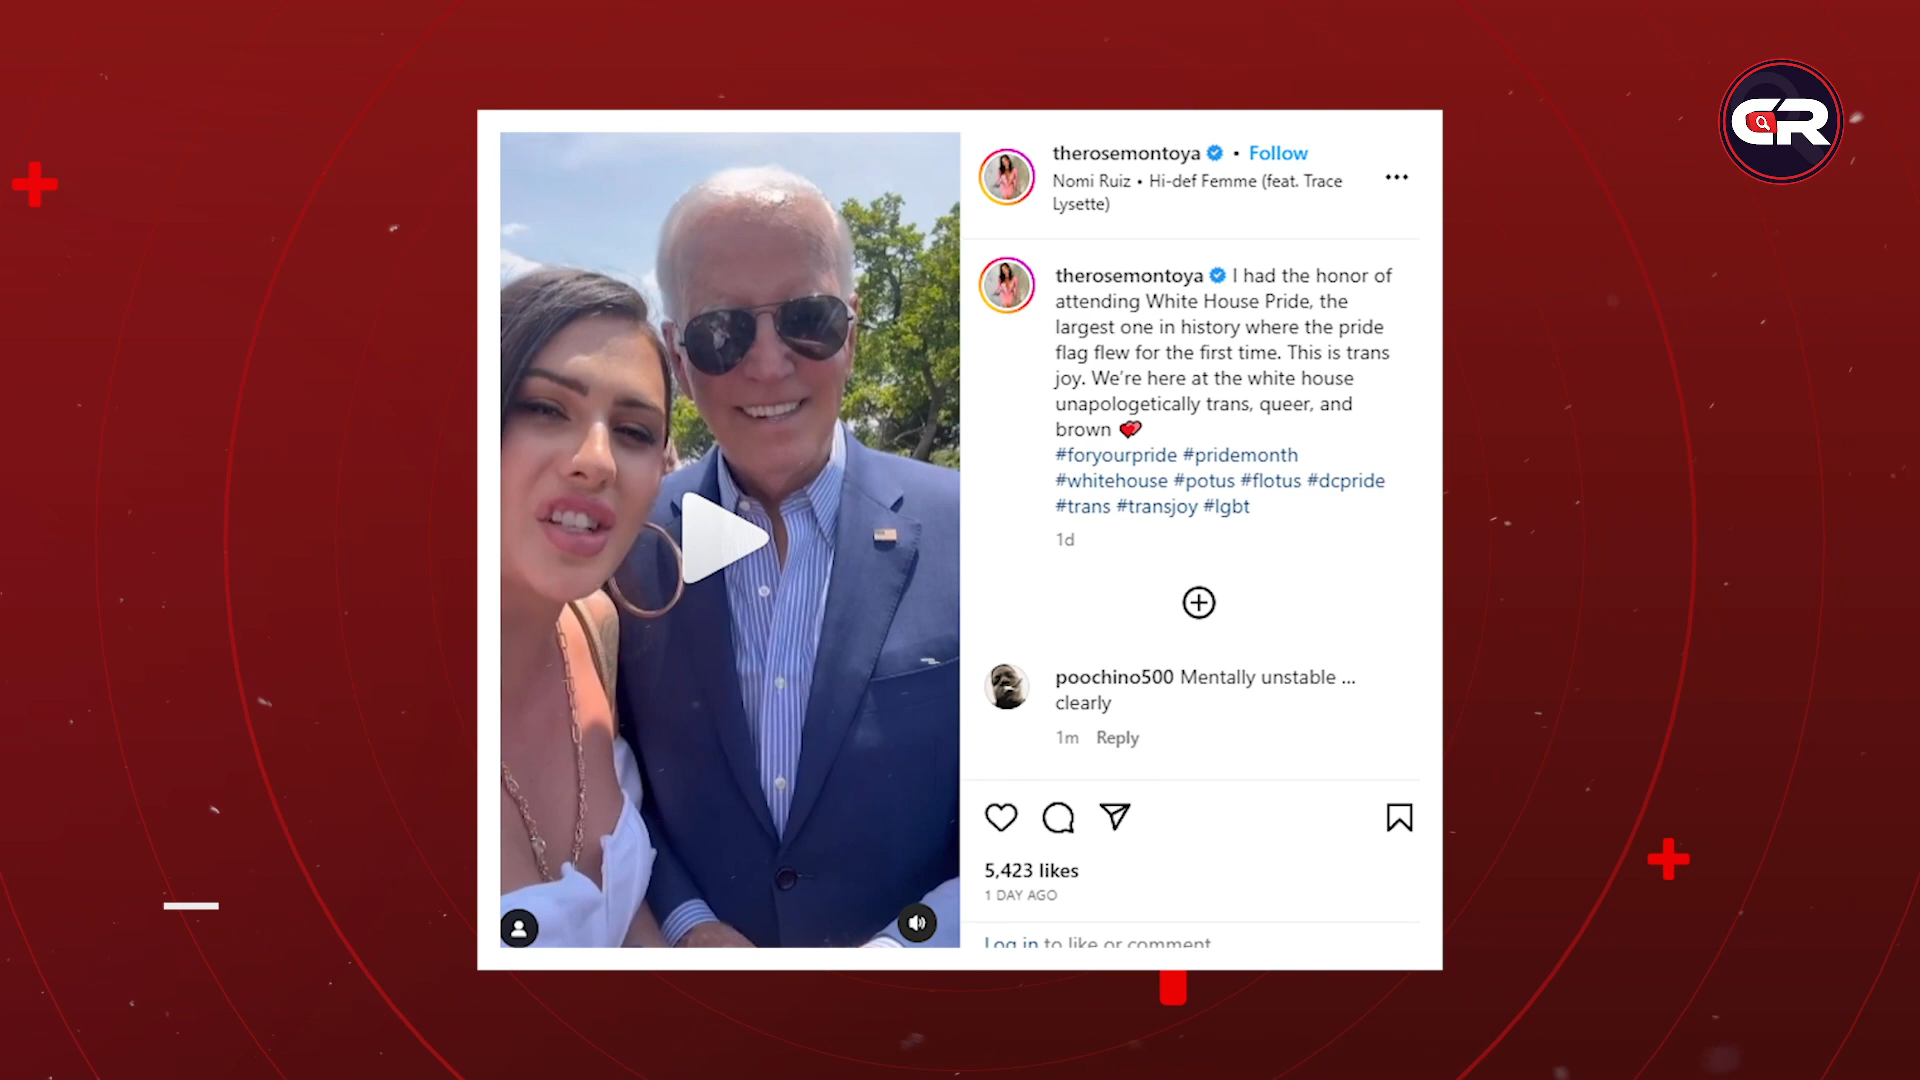 GR
therosemontoya • Follow
Nomi Ruiz • Hi-def Femme (feat. Trace
Lysette)
therosemontoya I had the honor of
attending White House Pride, the
largest one in history where the pride
flag flew for the first time. This is trans
joy. We’re here at the white house
unapologetically trans, queer, and
brown
#foryourpride #pridemonth
#whitehouse #potus #flotus #dcpride
#trans #transjoy #lgbt
1d
poochino500 Mentally unstable ...
clearly
1m Reply
5,423 likes
1 DAY AGO
Log in to like or comment